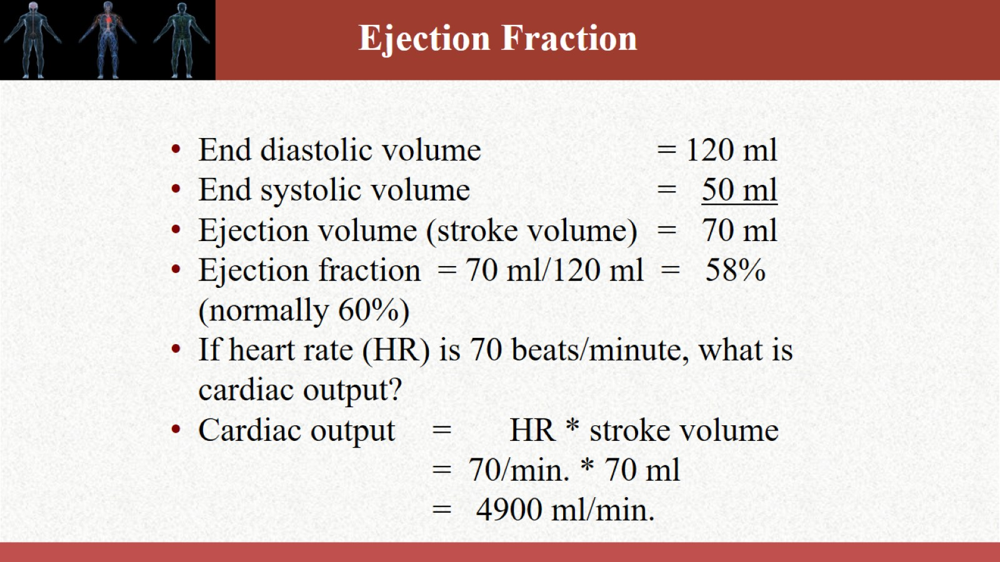 Ejection Fraction
• End diastolic volume = 120 ml
• End systolic volume = 50 ml
• Ejection volume (stroke volume) = 70 ml
• Ejection fraction = 70 ml/120 ml = 58%
(normally 60%)
• If heart rate (HR) is 70 beats/minute, what is
cardiac output?
• Cardiac output = HR * stroke volume
= 70/min. * 70 ml
= 4900 ml/min.